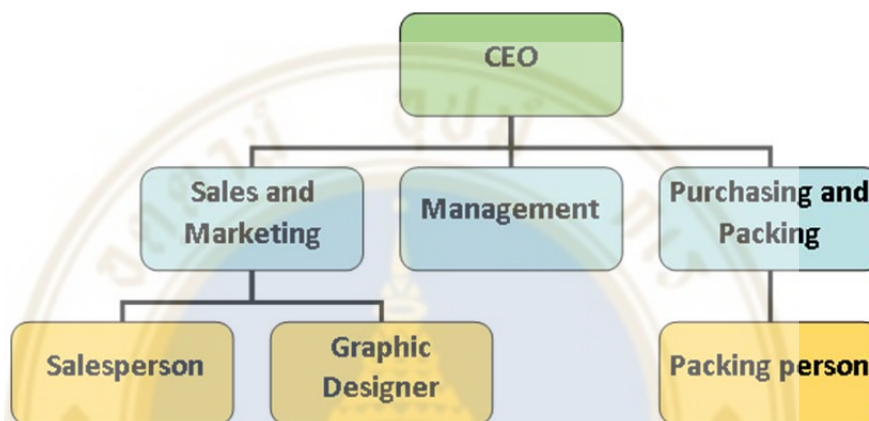 CEO
Sales and
Marketing
Management
Purchasing and
Packing
Salesperson
Graphic
Designer
Packing person